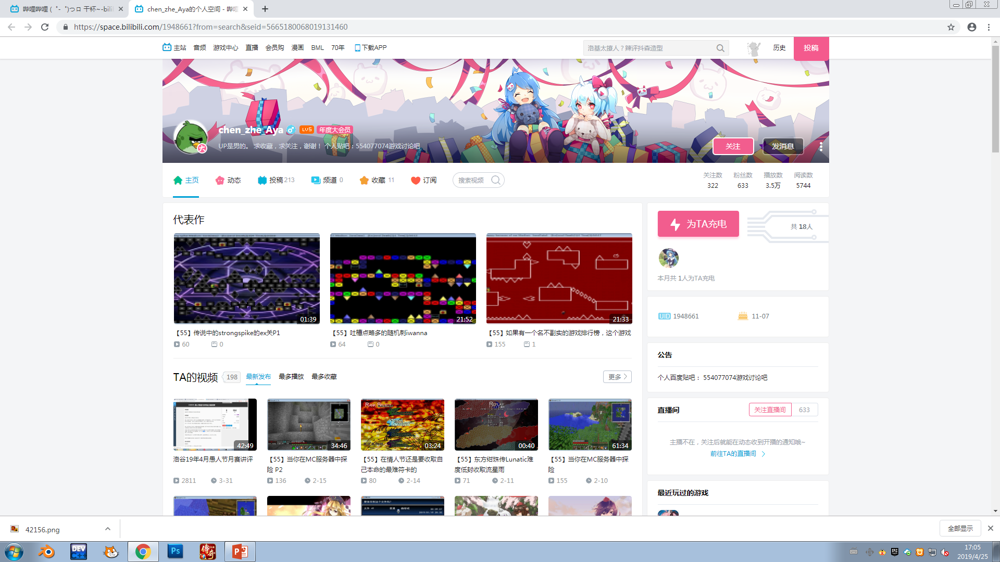 哔哩哔哩 (゜-゜)つロ 干杯~-bili
chen_zhe_Aya的个人空间 - 哔哩
https://space.bilibili.com/1948661?from=search&seid=5665180068019131460
主站 音频 游戏中心 直播 会员购 漫画 BML 70年 下载APP
洛基太撩人？辣评抖森造型
历史 投稿
chen_zhe_Aya LV5 年度大会员
大
UP是男的。 求收藏，求关注，谢谢！ 个人贴吧：554077074游戏讨论吧
关注 发消息
主页 动态 投稿 213 频道 0 收藏 11 订阅 搜索视频
关注数 粉丝数 播放数 阅读数
322 633 3.5万 5744
代表作
01:39 21:52 21:33
【55】传说中的strongspike的ex关P1
60 0
【55】吐槽点略多的随机刺iwanna
64 0
【55】如果有一个名不副实的游戏排行榜，这个游戏
155 1
TA的视频 198 最新发布 最多播放 最多收藏 更多
42:49
洛谷19年4月愚人节月赛讲评
2811 3-31
34:46
【55】当你在MC服务器中探
险 P2
136 2-15
RANK SELECT
03:24
【55】在情人节还是要收取自
己本命的最难符卡的
80 2-14
REPLAY
00:40
【55】东方绀珠传Lunatic难
度低封收取流星雨
71 2-11
61:34
【55】当你在MC服务器中探
险
155 2-10
为TA充电 共 18人
本月共 1人为TA充电
UID 1948661 11-07
公告
个人百度贴吧： 554077074游戏讨论吧
直播间 关注直播间 633
主播不在，关注后就能在动态收到开播的通知哦~
前往TA的直播间
最近玩过的游戏
42156.png
全部显示
DEV C++
Ps
傳奇
17:05
2019/4/25